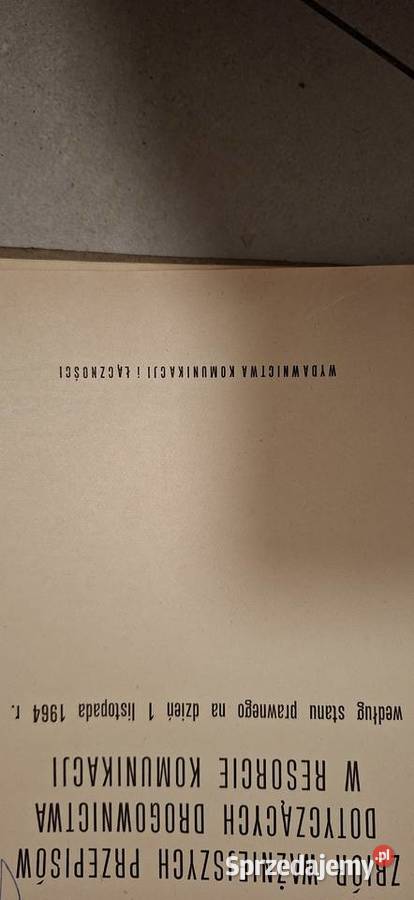 ZBIÓR WAŻNIEJSZYCH PRZEPISÓW
DOTYCZĄCYCH DROGOWNICTWA
W RESORCIE KOMUNIKACJI
według stanu prawnego na dzień 1 listopada 1964 r.
WYDAWNICTWA KOMUNIKACJI i ŁĄCZNOŚCI
Sprzedajemy.pl